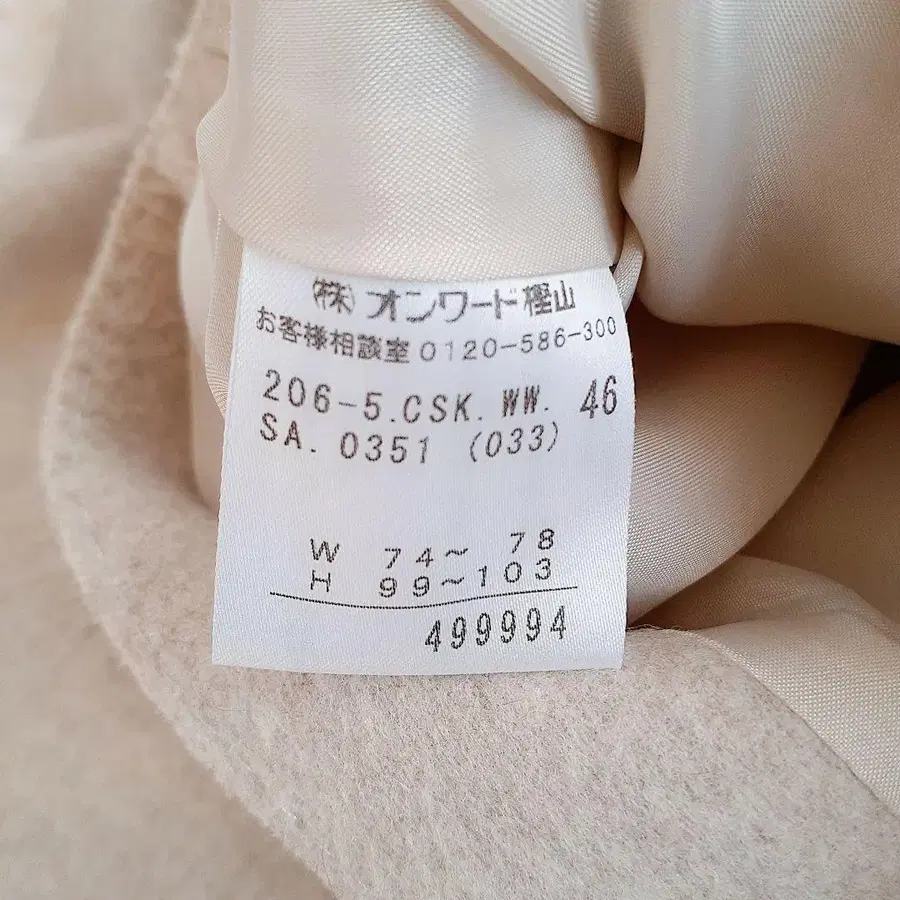 (株)オンワード樫山
お客様相談室 0120-586-300
206-5.CSK.WW. 46
SA. 0351 (033)
W 74~ 78
H 99~103
499994